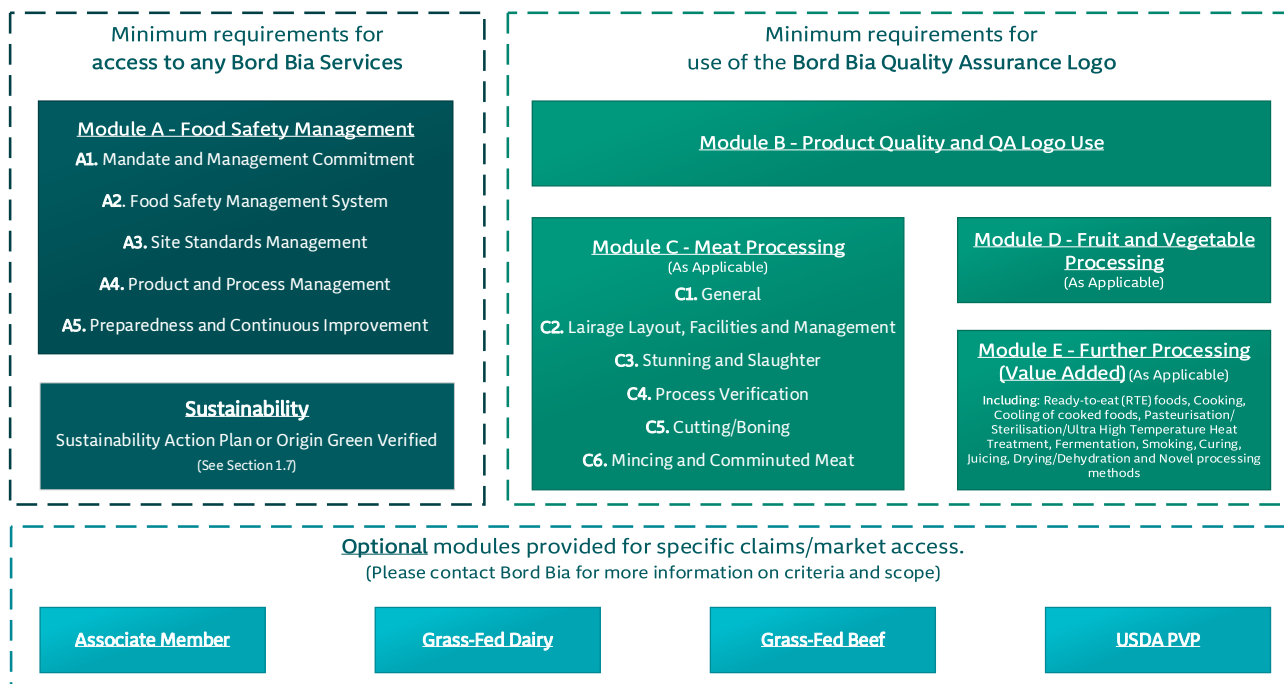 Minimum requirements for
access to any Bord Bia Services
Module A - Food Safety Management
A1. Mandate and Management Commitment
A2. Food Safety Management System
A3. Site Standards Management
A4. Product and Process Management
A5. Preparedness and Continuous Improvement
Sustainability
Sustainability Action Plan or Origin Green Verified
(See Section 1.7)
Minimum requirements for
use of the Bord Bia Quality Assurance Logo
Module B - Product Quality and QA Logo Use
Module C - Meat Processing
(As Applicable)
C1. General
C2. Lairage Layout, Facilities and Management
C3. Stunning and Slaughter
C4. Process Verification
C5. Cutting/Boning
C6. Mincing and Comminuted Meat
Module D - Fruit and Vegetable
Processing
(As Applicable)
Module E - Further Processing
(Value Added) (As Applicable)
Including: Ready-to-eat (RTE) foods, Cooking,
Cooling of cooked foods, Pasteurisation/
Sterilisation/Ultra High Temperature Heat
Treatment, Fermentation, Smoking, Curing,
Juicing, Drying/Dehydration and Novel processing
methods
Optional modules provided for specific claims/market access.
(Please contact Bord Bia for more information on criteria and scope)
Associate Member
Grass-Fed Dairy
Grass-Fed Beef
USDA PVP